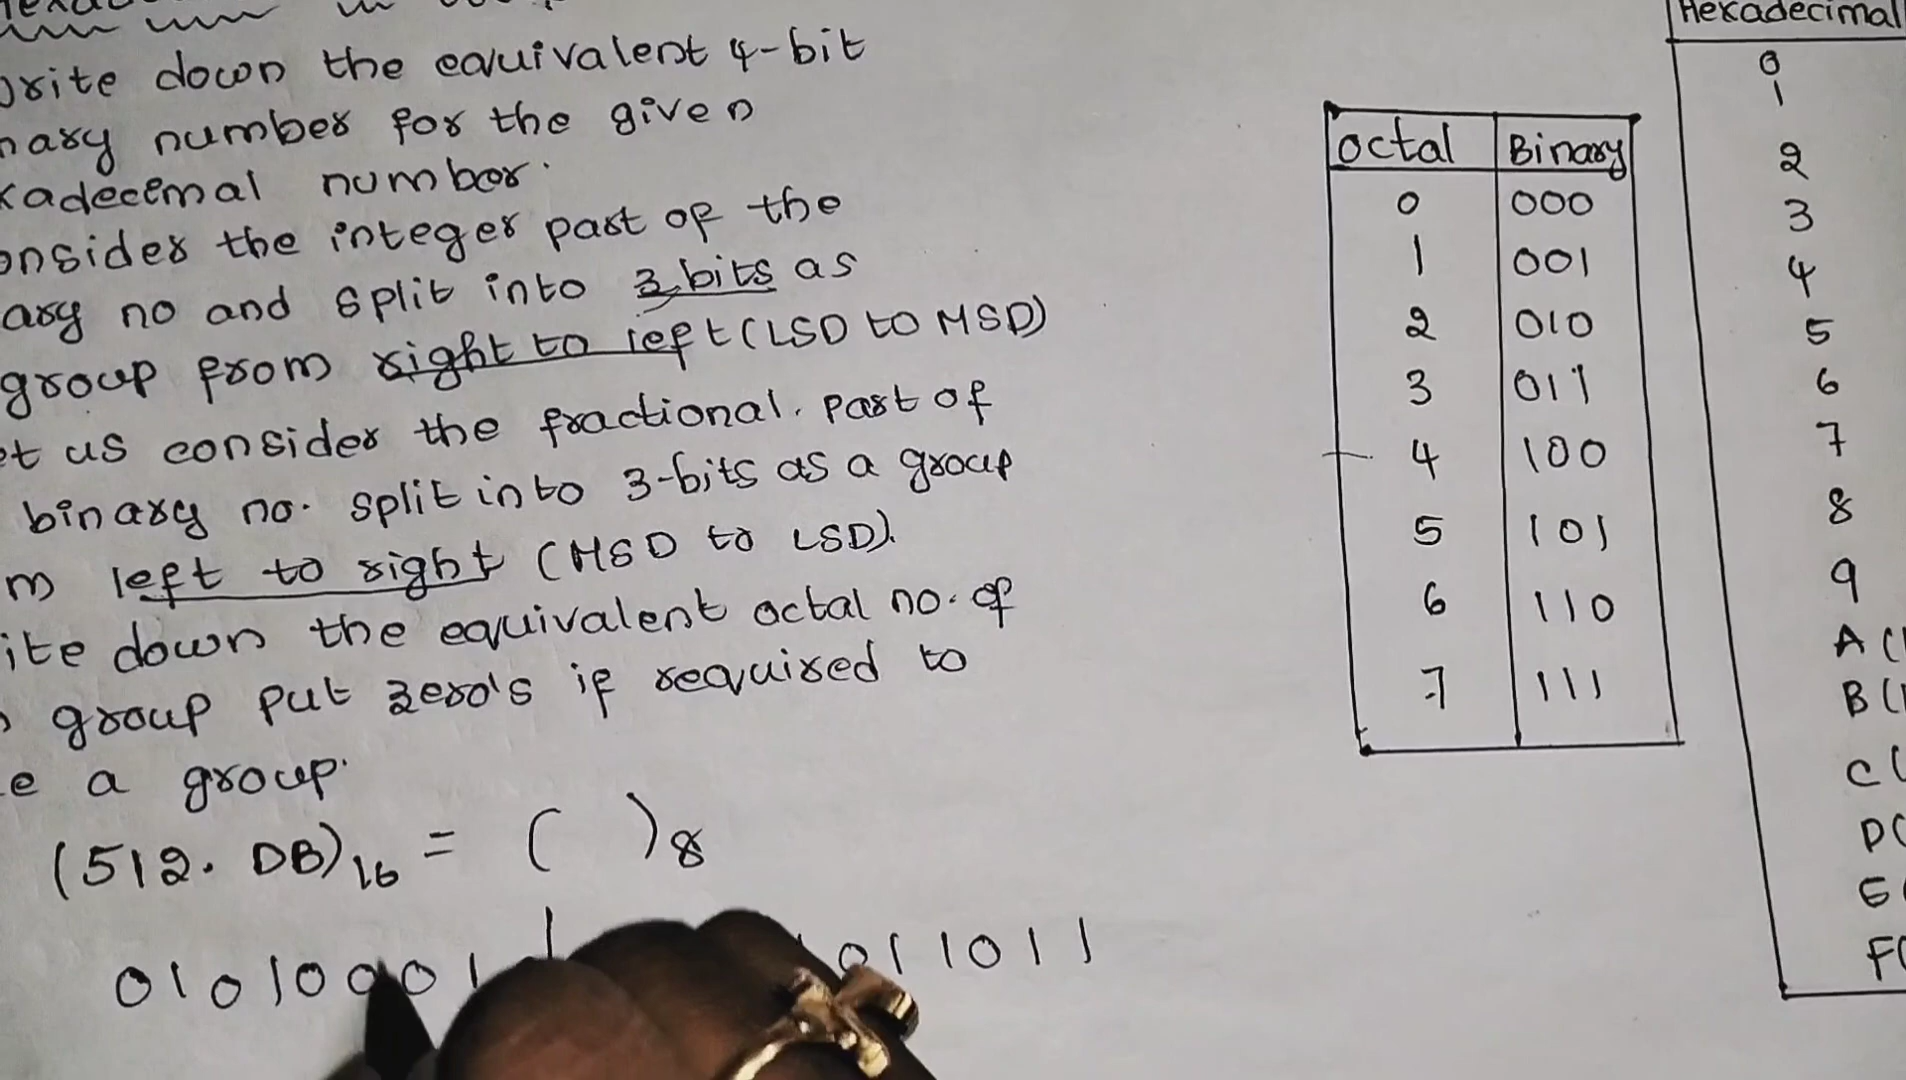 write down the equivalent 4-bit
number for the given
number.
the integer part of the
no and split into 3 bits as
group from right to left (LSD to MSD)
us consider the fractional. part of
binary no. split into 3-bits as a group
m left to right (MSD to LSD).
ite down the equivalent octal no. of
group put zero's if required to
e a group.
(512. DB)16 = ( )8
01010001
011011
Octal Binary
0 000
1 001
2 010
3 011
4 100
5 101
6 110
7 111
Hexadecimal
0
1
2
3
4
5
6
7
8
9
A(
B(
C(
D(
E(
F(